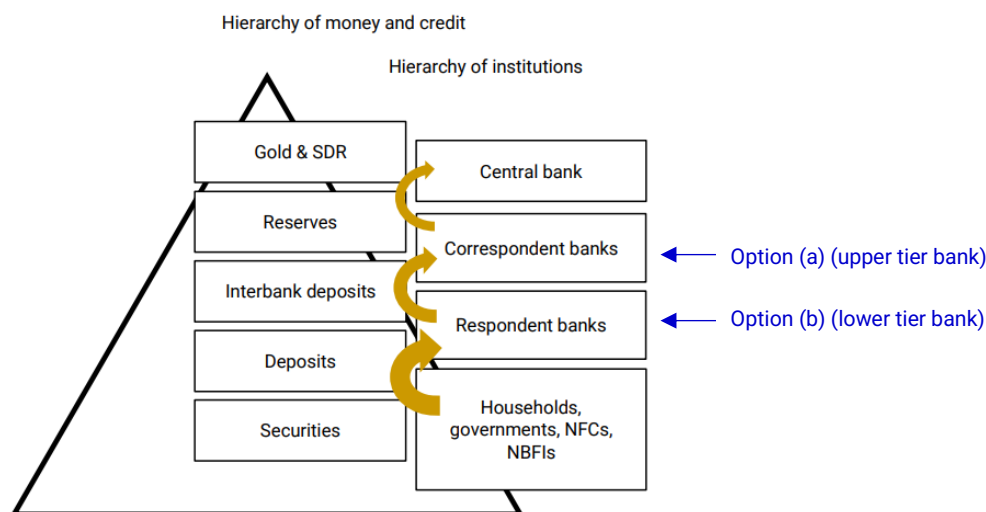 Hierarchy of money and credit
Hierarchy of institutions
Gold & SDR
Central bank
Reserves
Correspondent banks
Option (a) (upper tier bank)
Interbank deposits
Respondent banks
Option (b) (lower tier bank)
Deposits
Households,
governments, NFCs,
NBFIs
Securities